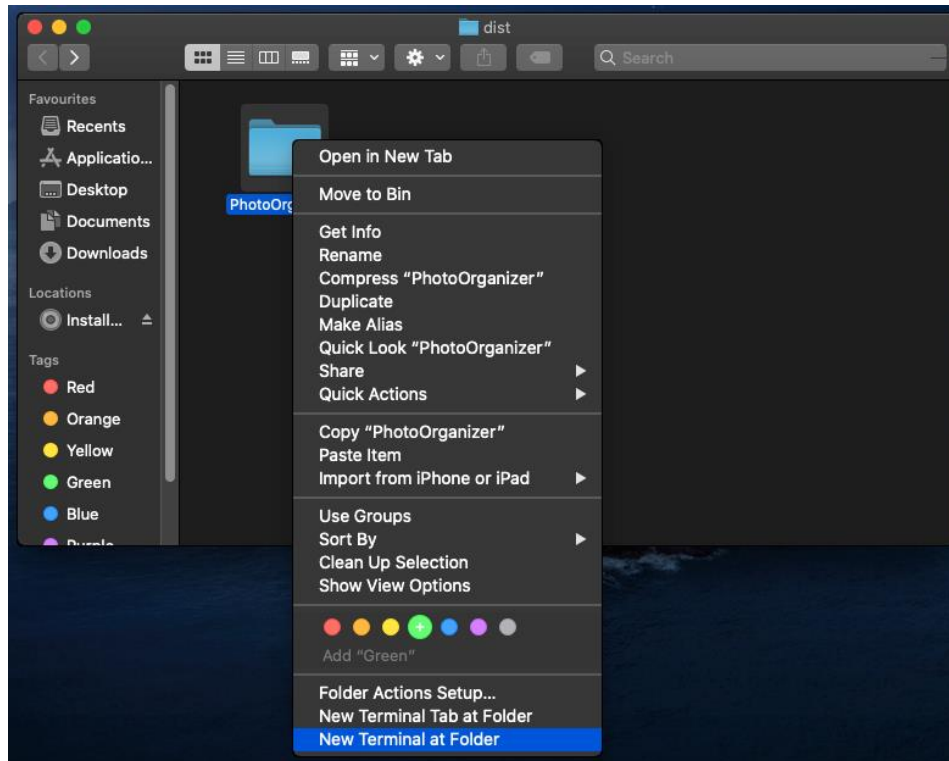 dist
Search
Favourites
Recents
Applicatio...
Desktop
Documents
Downloads
Locations
Install...
Tags
Red
Orange
Yellow
Green
Blue
PhotoOrg
Open in New Tab
Move to Bin
Get Info
Rename
Compress “PhotoOrganizer”
Duplicate
Make Alias
Quick Look “PhotoOrganizer”
Share
Quick Actions
Copy “PhotoOrganizer”
Paste Item
Import from iPhone or iPad
Use Groups
Sort By
Clean Up Selection
Show View Options
Add “Green”
Folder Actions Setup...
New Terminal Tab at Folder
New Terminal at Folder